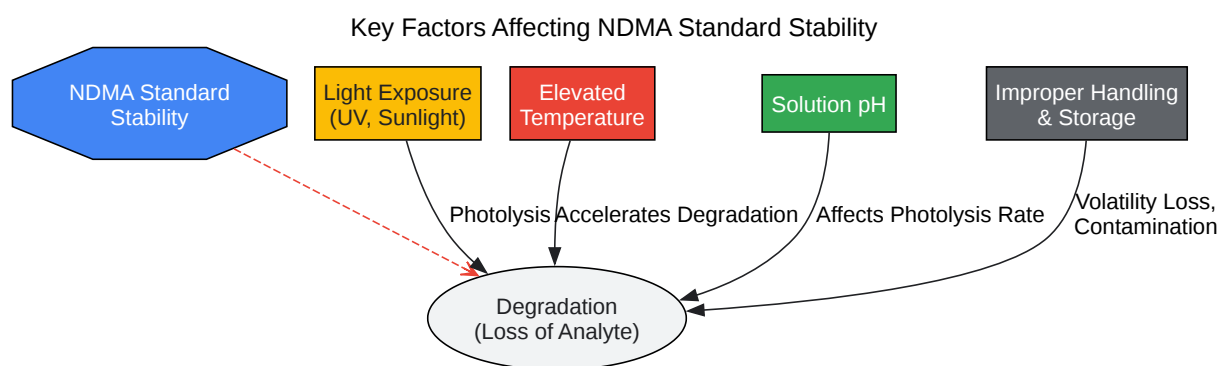 Key Factors Affecting NDMA Standard Stability
NDMA Standard
Stability
Light Exposure
(UV, Sunlight)
Elevated
Temperature
Solution pH
Improper Handling
& Storage
Photolysis
Accelerates Degradation
Affects Photolysis Rate
Volatility Loss,
Contamination
Degradation
(Loss of Analyte)